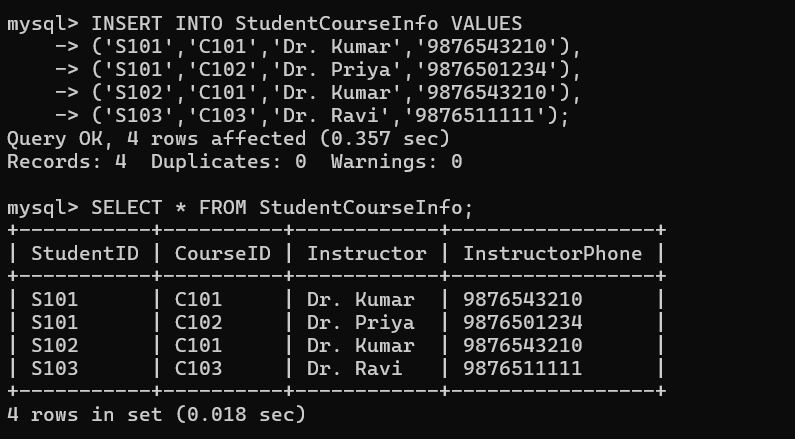 mysql> INSERT INTO StudentCourseInfo VALUES
    -> ('S101','C101','Dr. Kumar','9876543210'),
    -> ('S101','C102','Dr. Priya','9876501234'),
    -> ('S102','C101','Dr. Kumar','9876543210'),
    -> ('S103','C103','Dr. Ravi','9876511111');
Query OK, 4 rows affected (0.357 sec)
Records: 4  Duplicates: 0  Warnings: 0

mysql> SELECT * FROM StudentCourseInfo;
+-----------+----------+------------+-----------------+
| StudentID | CourseID | Instructor | InstructorPhone |
+-----------+----------+------------+-----------------+
| S101      | C101     | Dr. Kumar  | 9876543210      |
| S101      | C102     | Dr. Priya  | 9876501234      |
| S102      | C101     | Dr. Kumar  | 9876543210      |
| S103      | C103     | Dr. Ravi   | 9876511111      |
+-----------+----------+------------+-----------------+
4 rows in set (0.018 sec)